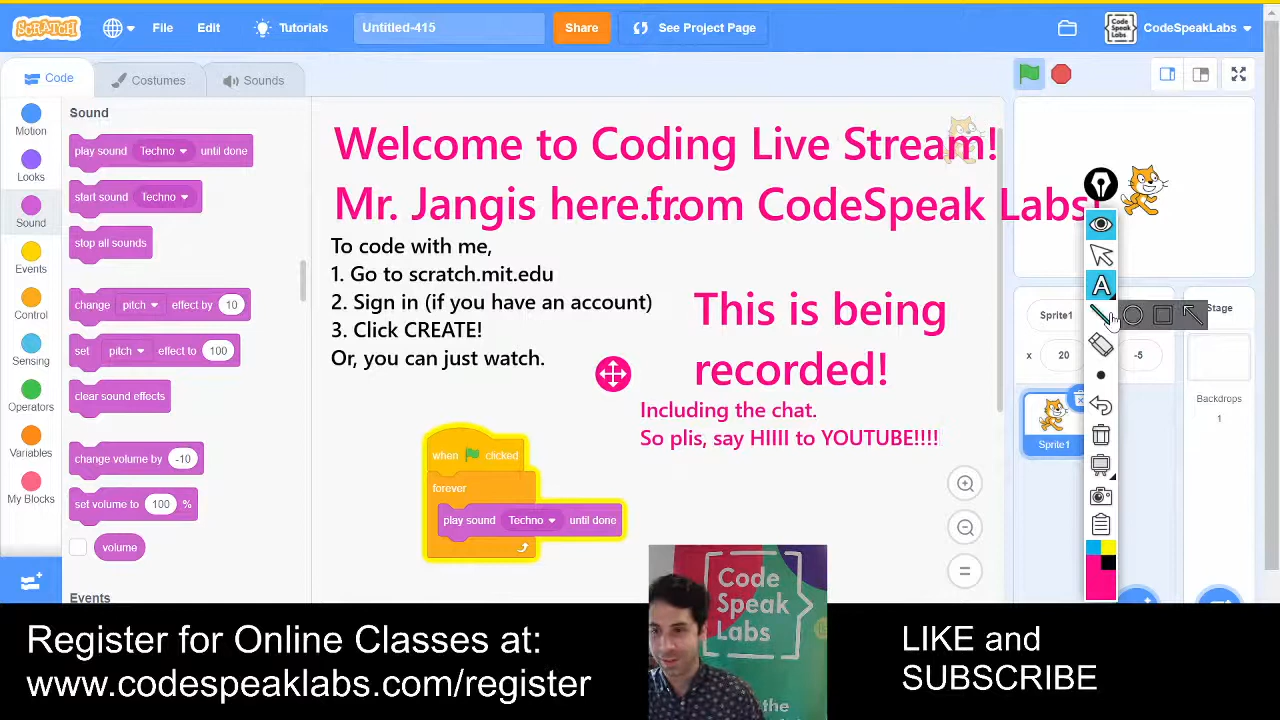 SCRATCH File Edit Tutorials Untitled-415 Share See Project Page Code Speak Labs CodeSpeakLabs
Code Costumes Sounds
Motion
Looks
Sound
Events
Control
Sensing
Operators
Variables
My Blocks
Sound
play sound Techno until done
start sound Techno
stop all sounds
change pitch effect by 10
set pitch effect to 100
clear sound effects
change volume by -10
set volume to 100 %
volume
Events
Welcome to Coding Live Stream!
Mr. Jangis here... from CodeSpeak Labs!
To code with me,
1. Go to scratch.mit.edu
2. Sign in (if you have an account)
3. Click CREATE!
Or, you can just watch.
This is being
recorded!
Including the chat.
So plis, say HIIII to YOUTUBE!!!!
when clicked
forever
play sound Techno until done
A
Sprite1
x 20 -5
Sprite1
Stage
Backdrops
1
Code
Speak
Labs
Register for Online Classes at:
www.codespeaklabs.com/register
LIKE and
SUBSCRIBE